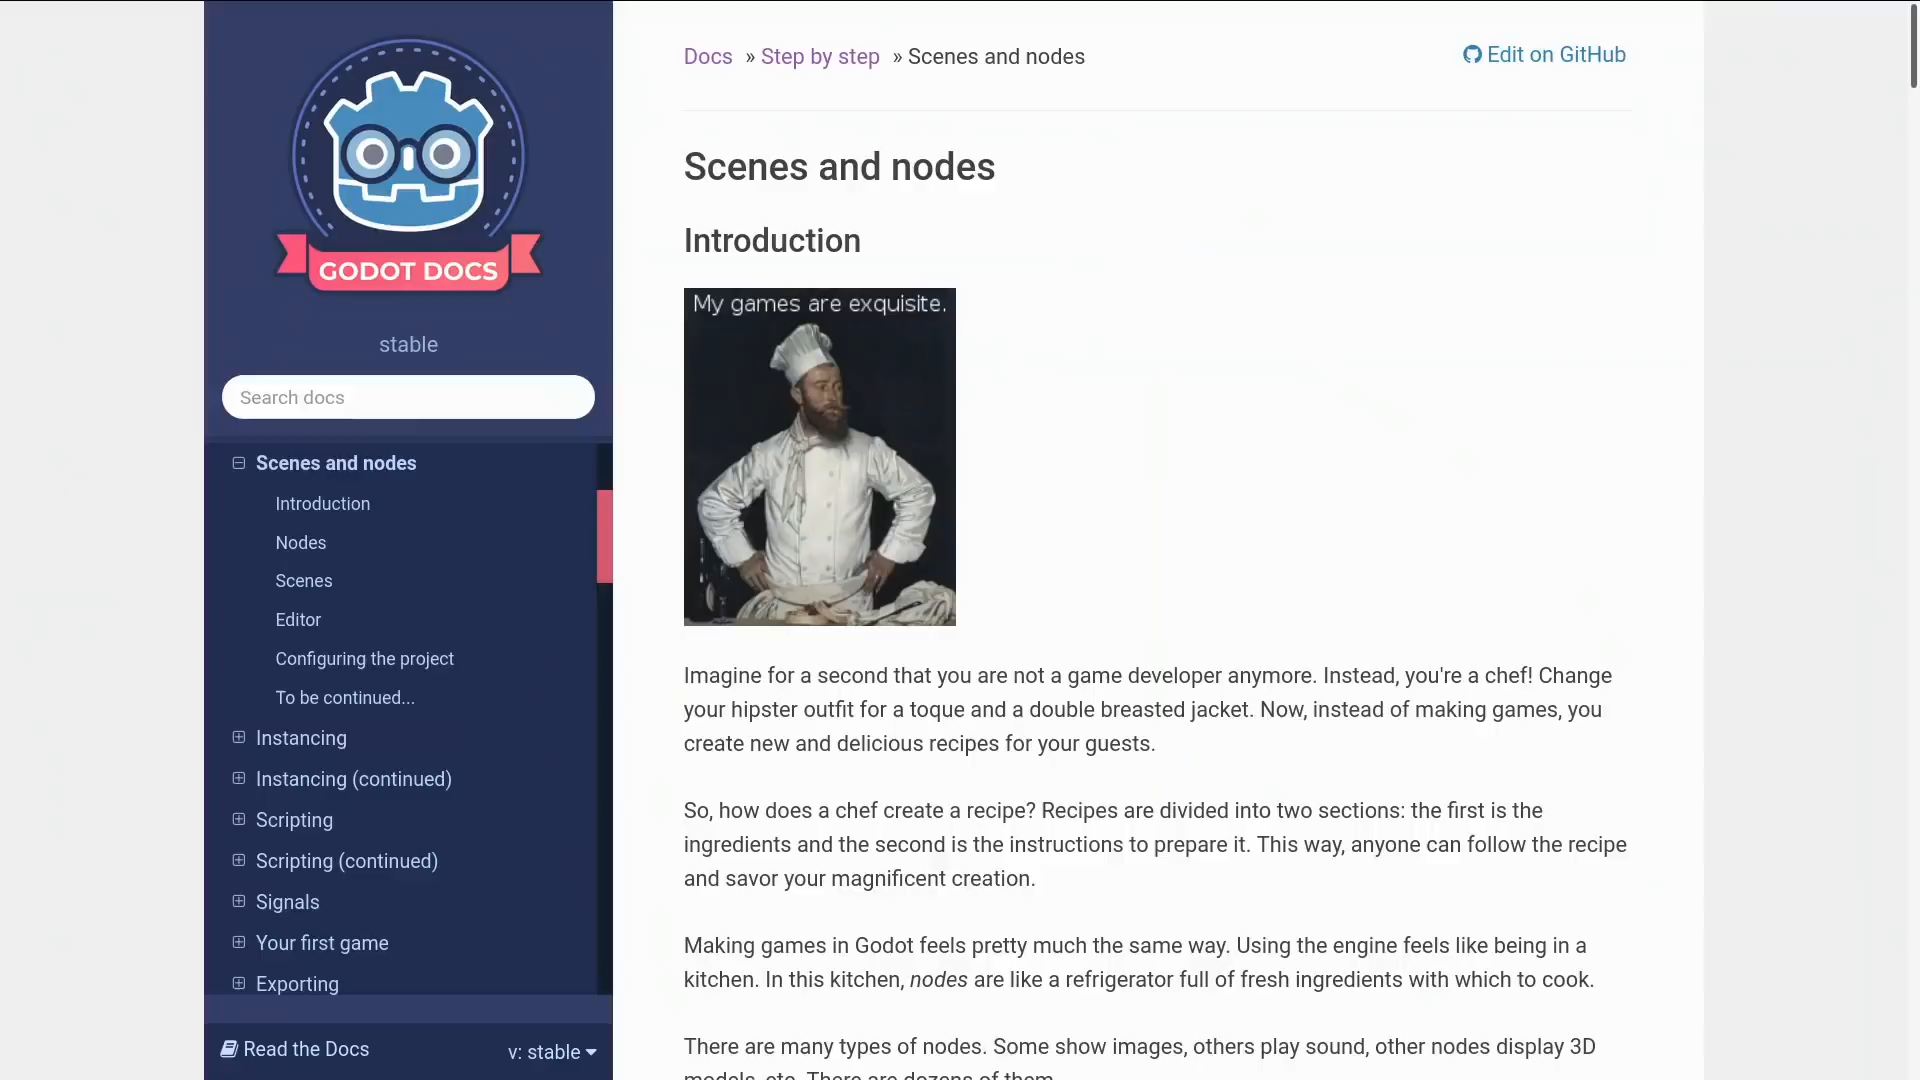 GODOT DOCS
stable
Search docs
Scenes and nodes
Introduction
Nodes
Scenes
Editor
Configuring the project
To be continued...
Instancing
Instancing (continued)
Scripting
Scripting (continued)
Signals
Your first game
Exporting
Read the Docs
v: stable
Docs » Step by step » Scenes and nodes
Edit on GitHub
Scenes and nodes
Introduction
My games are exquisite.
Imagine for a second that you are not a game developer anymore. Instead, you're a chef! Change
your hipster outfit for a toque and a double breasted jacket. Now, instead of making games, you
create new and delicious recipes for your guests.
So, how does a chef create a recipe? Recipes are divided into two sections: the first is the
ingredients and the second is the instructions to prepare it. This way, anyone can follow the recipe
and savor your magnificent creation.
Making games in Godot feels pretty much the same way. Using the engine feels like being in a
kitchen. In this kitchen, nodes are like a refrigerator full of fresh ingredients with which to cook.
There are many types of nodes. Some show images, others play sound, other nodes display 3D
models, etc. There are dozens of them.